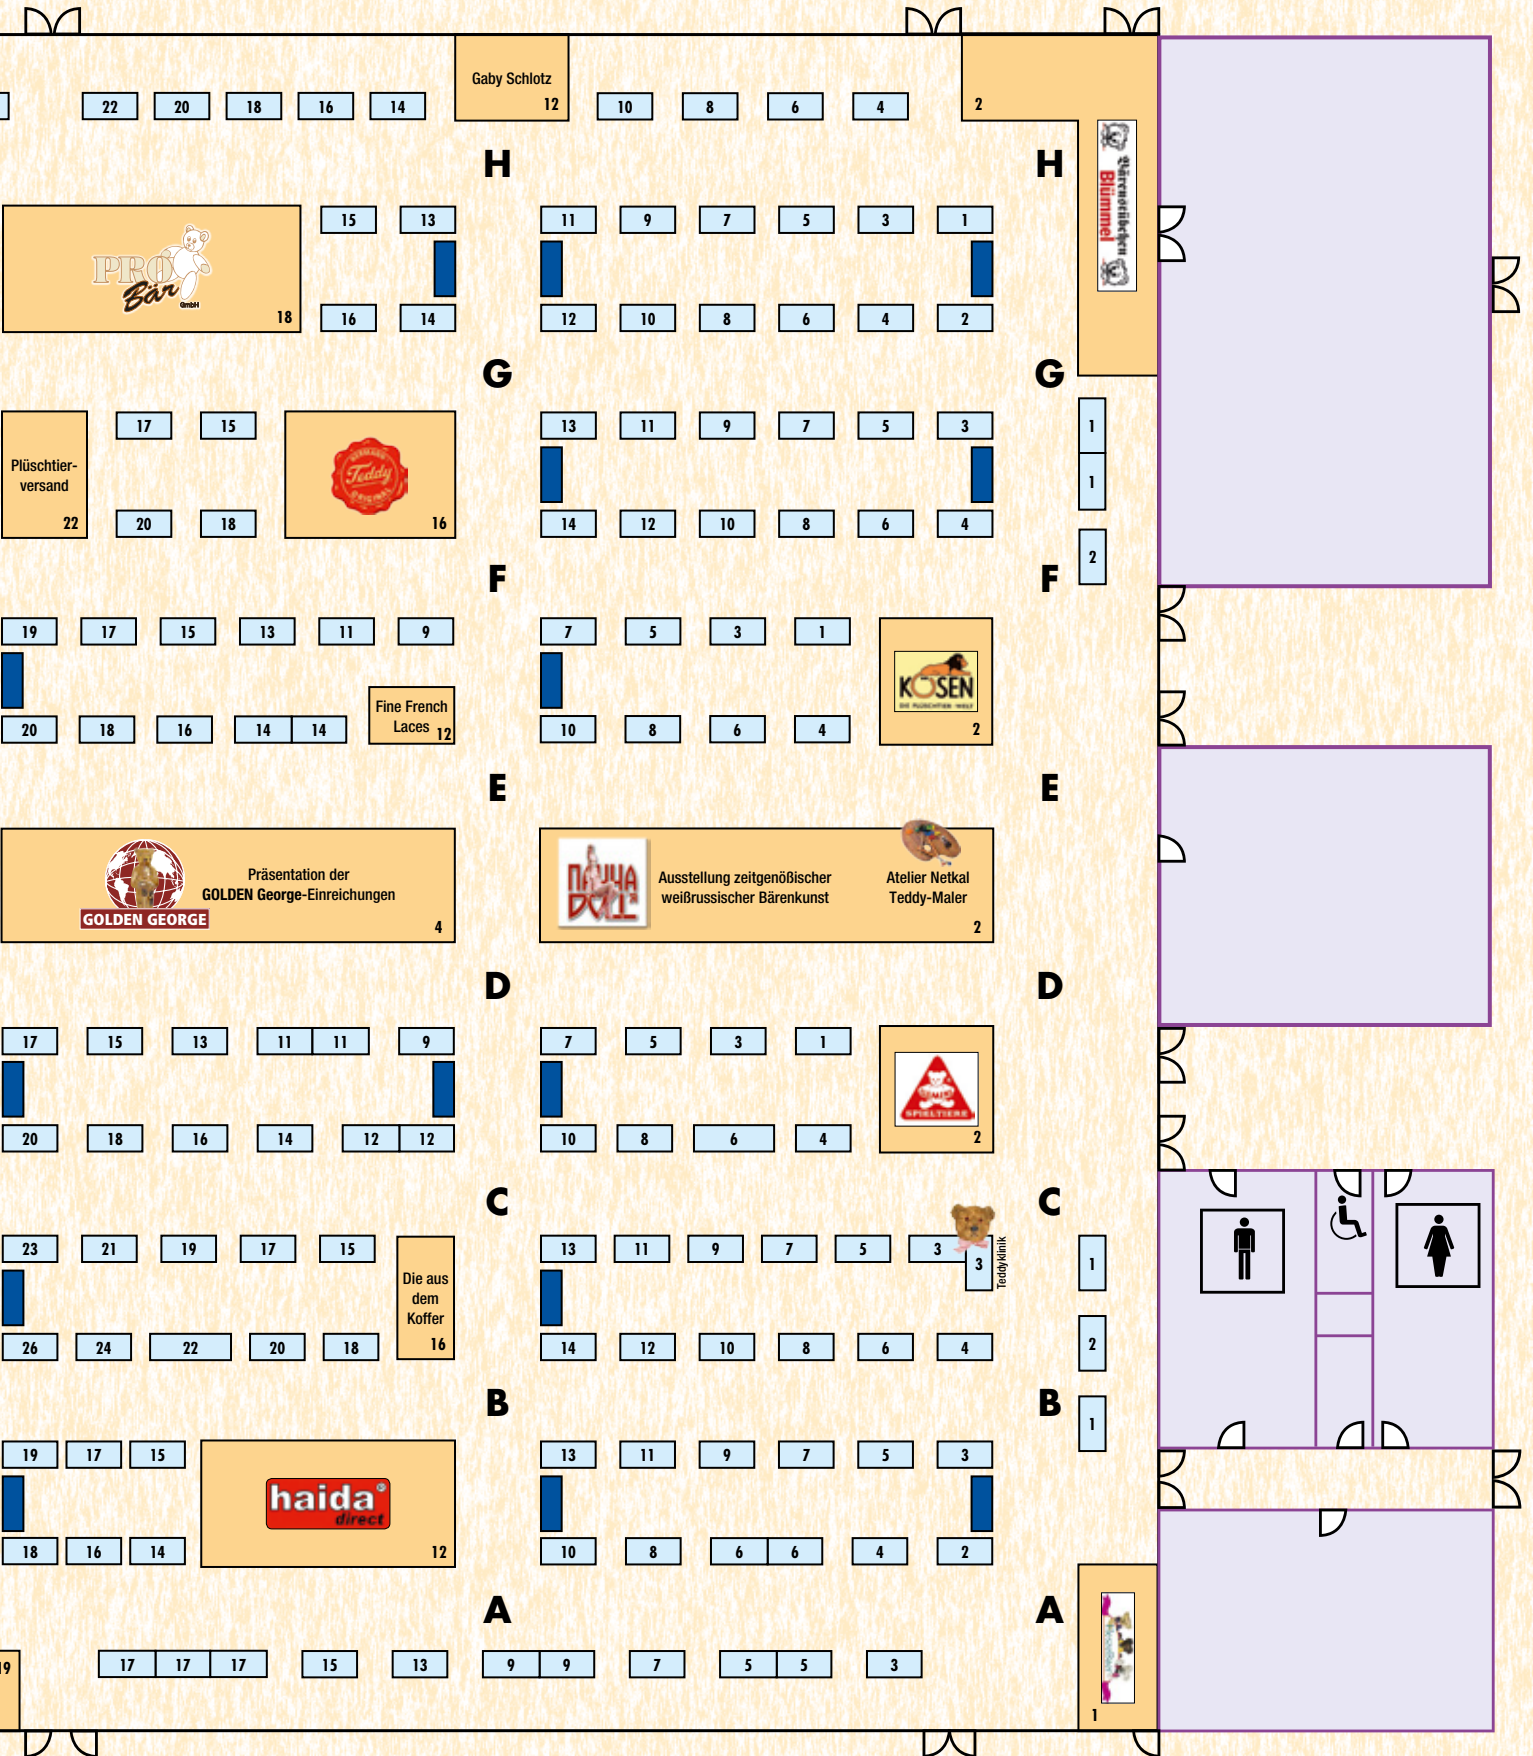 Gaby Schlotz
22 20 18 16 14 12 10 8 6 4 2
H H
Bärenstübchen
Blümmel
15 13 11 9 7 5 3 1
PRO
Bär
GmbH
18 16 14 12 10 8 6 4 2
G G
17 15 13 11 9 7 5 3 1
Plüschtier-
versand
HERMANN
Teddy
ORIGINAL
1
22 20 18 16 14 12 10 8 6 4 2
F F
19 17 15 13 11 9 7 5 3 1
KÖSEN
DIE PLÜSCHTIER-WELT
Fine French
Laces
20 18 16 14 14 12 10 8 6 4 2
E E
Präsentation der
GOLDEN George-Einreichungen
GOLDEN GEORGE
4
ПАННА
DOLL
Ausstellung zeitgenößischer
weißrussischer Bärenkunst
Atelier Netkal
Teddy-Maler
2
D D
17 15 13 11 11 9 7 5 3 1
SPIELTIERE
20 18 16 14 12 12 10 8 6 4 2
C C
23 21 19 17 15 13 11 9 7 5 3 3 1
Teddyklinik
Die aus
dem
Koffer
26 24 22 20 18 16 14 12 10 8 6 4 2
B B
1
19 17 15 13 11 9 7 5 3
haida®
direct
18 16 14 12 10 8 6 6 4 2
A A
19 17 17 17 15 13 9 9 7 5 5 3 1